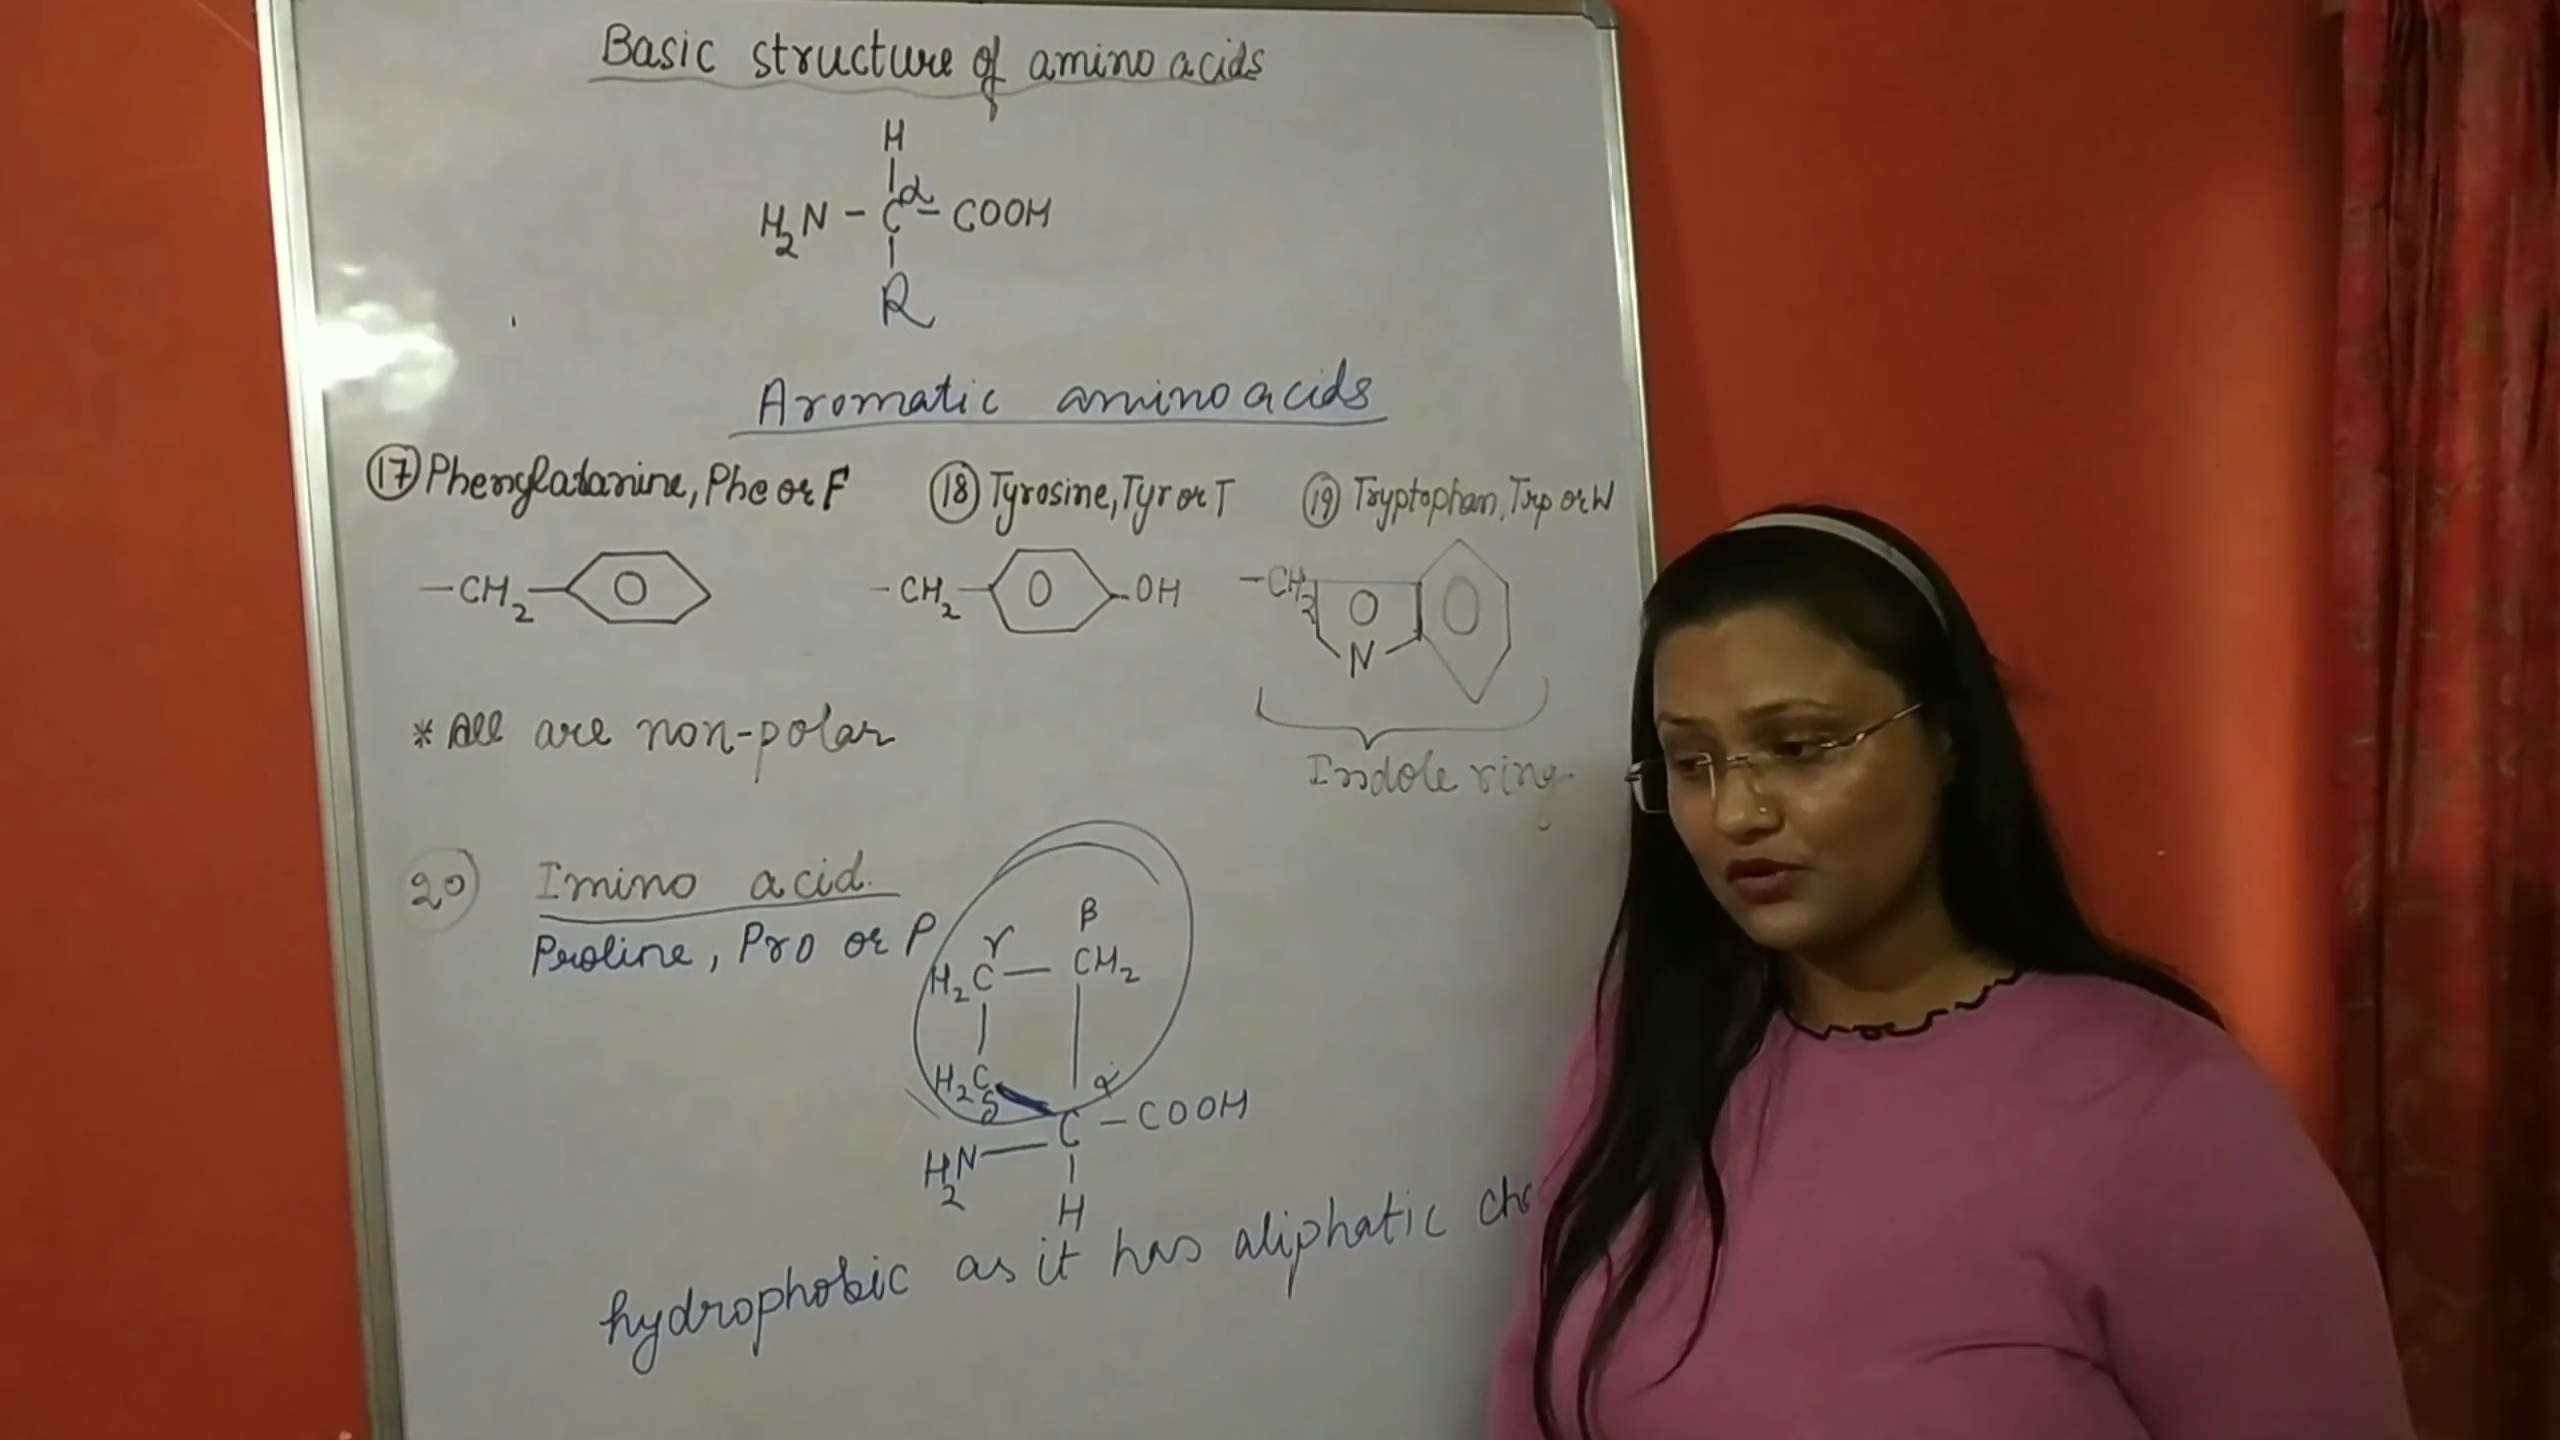 Basic structure of amino acids
H
H2N - Cα - COOH
R
Aromatic amino acids
17 Phenylalanine, Phe or F
18 Tyrosine, Tyr or T
19 Tryptophan, Trp or W
-CH2 O
-CH2 O -OH
-CH2 O N O
* All are non-polar
Indole ring
20 Imino acid.
Proline, Pro or P
β
γ
H2C — CH2
H2C
δ
α
C - COOH
H2N
H
hydrophobic as it has aliphatic